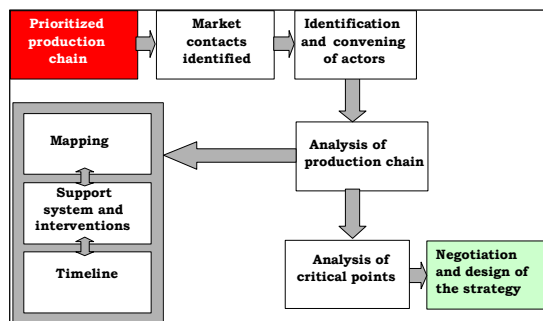 Prioritized
production
chain
Market
contacts
identified
Identification
and convening
of actors
Analysis of
production chain
Mapping
Support
system and
interventions
Timeline
Analysis of
critical points
Negotiation
and design of
the strategy